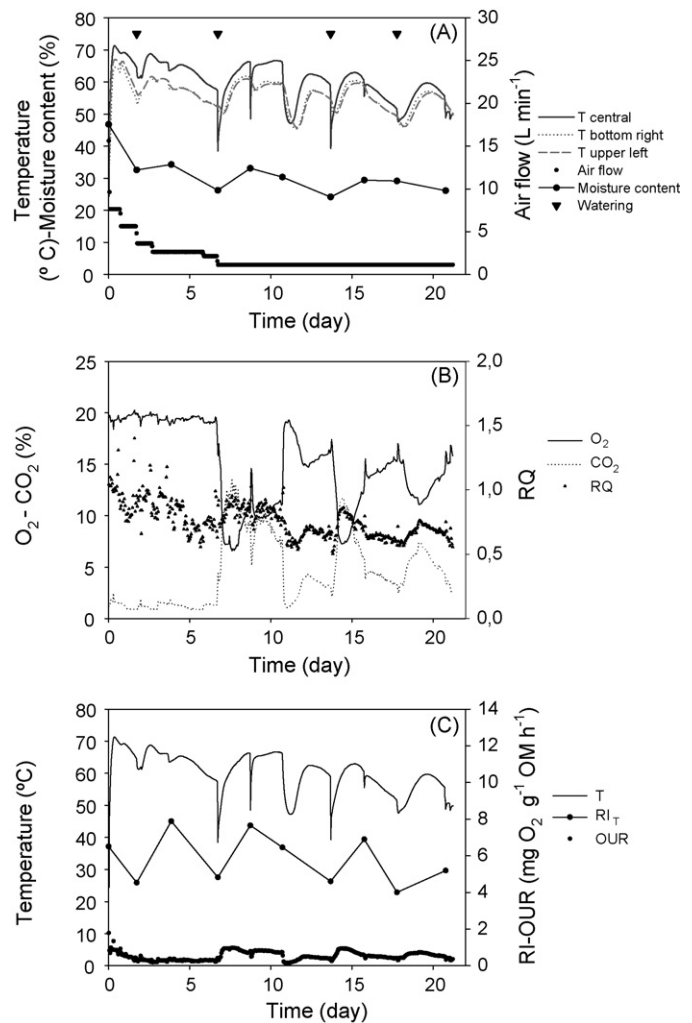 (A)
80
70
60
50
40
30
20
10
0
Temperature
(º C)-Moisture content (%)
30
25
20
15
10
5
0
Air flow (L min⁻¹)
0 5 10 15 20
Time (day)
T central
T bottom right
T upper left
Air flow
Moisture content
Watering
(B)
25
20
15
10
5
0
O₂ - CO₂ (%)
2,0
1,5
1,0
0,5
0,0
RQ
0 5 10 15 20
Time (day)
O₂
CO₂
RQ
(C)
80
70
60
50
40
30
20
10
0
Temperature (ºC)
14
12
10
8
6
4
2
0
RI-OUR (mg O₂ g⁻¹ OM h⁻¹)
0 5 10 15 20
Time (day)
T
RI_T
OUR